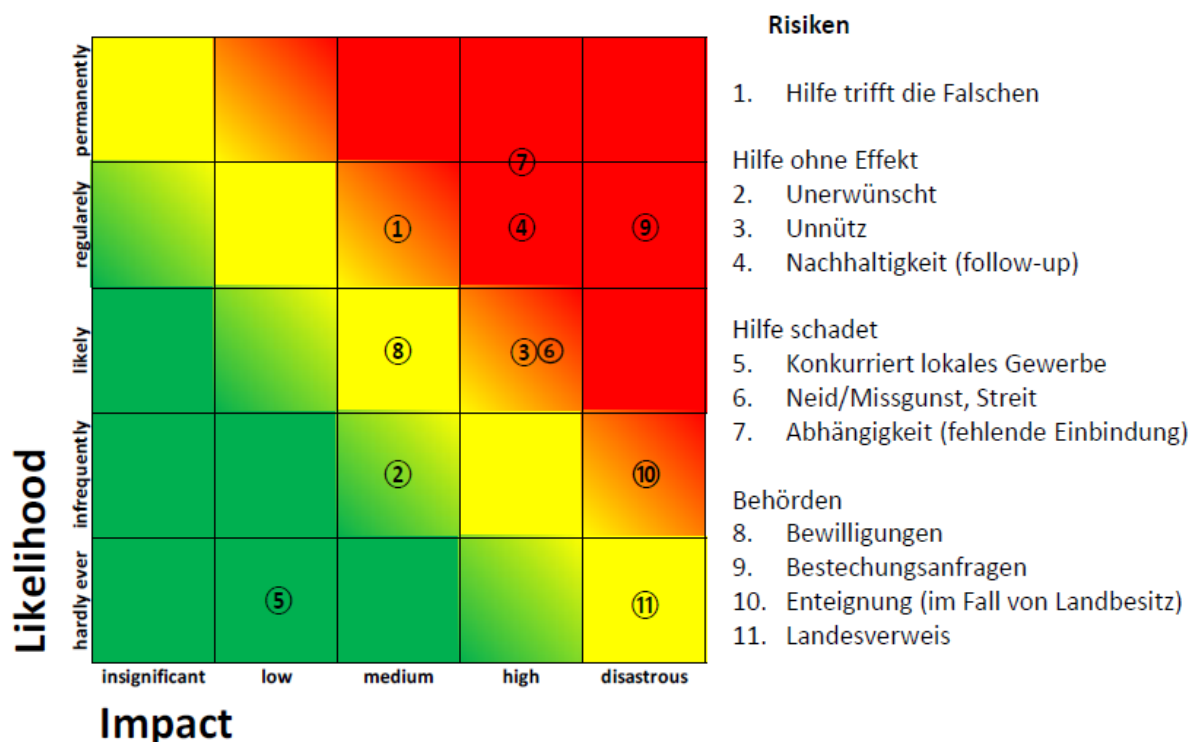 Likelihood
permanently
regularely
likely
infrequently
hardly ever
7
1
4
9
8
3
6
2
10
5
11
insignificant
low
medium
high
disastrous
Impact
Risiken
1. Hilfe trifft die Falschen
Hilfe ohne Effekt
2. Unerwünscht
3. Unnütz
4. Nachhaltigkeit (follow-up)
Hilfe schadet
5. Konkurriert lokales Gewerbe
6. Neid/Missgunst, Streit
7. Abhängigkeit (fehlende Einbindung)
Behörden
8. Bewilligungen
9. Bestechungsanfragen
10. Enteignung (im Fall von Landbesitz)
11. Landesverweis